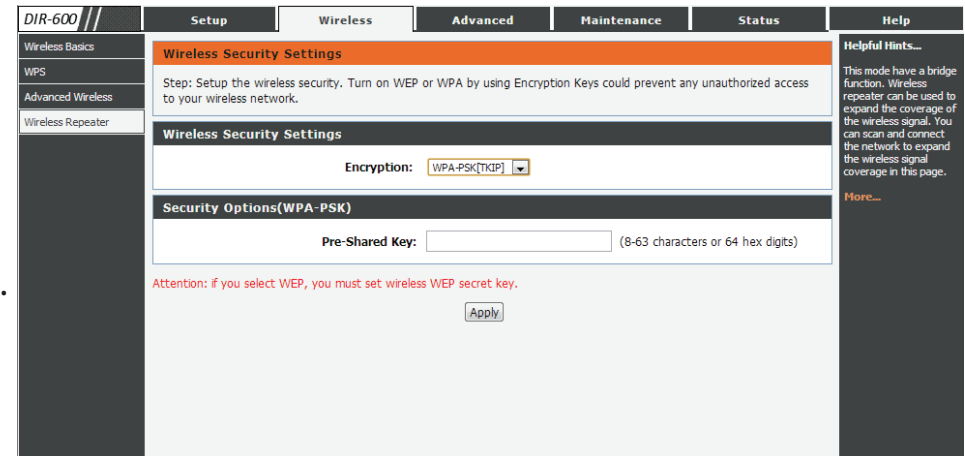 DIR-600
Setup
Wireless
Advanced
Maintenance
Status
Help
Wireless Basics
WPS
Advanced Wireless
Wireless Repeater
Wireless Security Settings
Step: Setup the wireless security. Turn on WEP or WPA by using Encryption Keys could prevent any unauthorized access
to your wireless network.
Wireless Security Settings
Encryption: WPA-PSK[TKIP]
Security Options(WPA-PSK)
Pre-Shared Key: (8-63 characters or 64 hex digits)
Attention: if you select WEP, you must set wireless WEP secret key.
Apply
Helpful Hints...
This mode have a bridge
function. Wireless
repeater can be used to
expand the coverage of
the wireless signal. You
can scan and connect
the network to expand
the wireless signal
coverage in this page.
More...